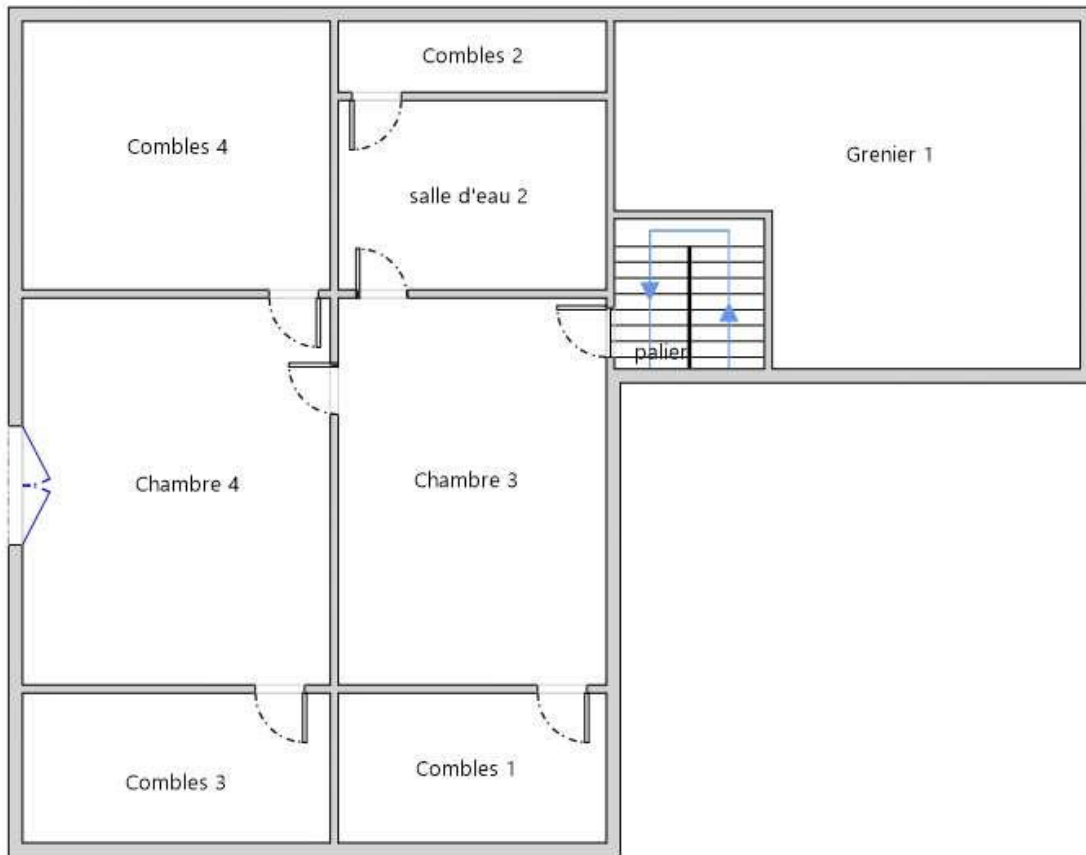 Combles 2
Combles 4
Grenier 1
salle d'eau 2
palier
Chambre 4
Chambre 3
Combles 3
Combles 1